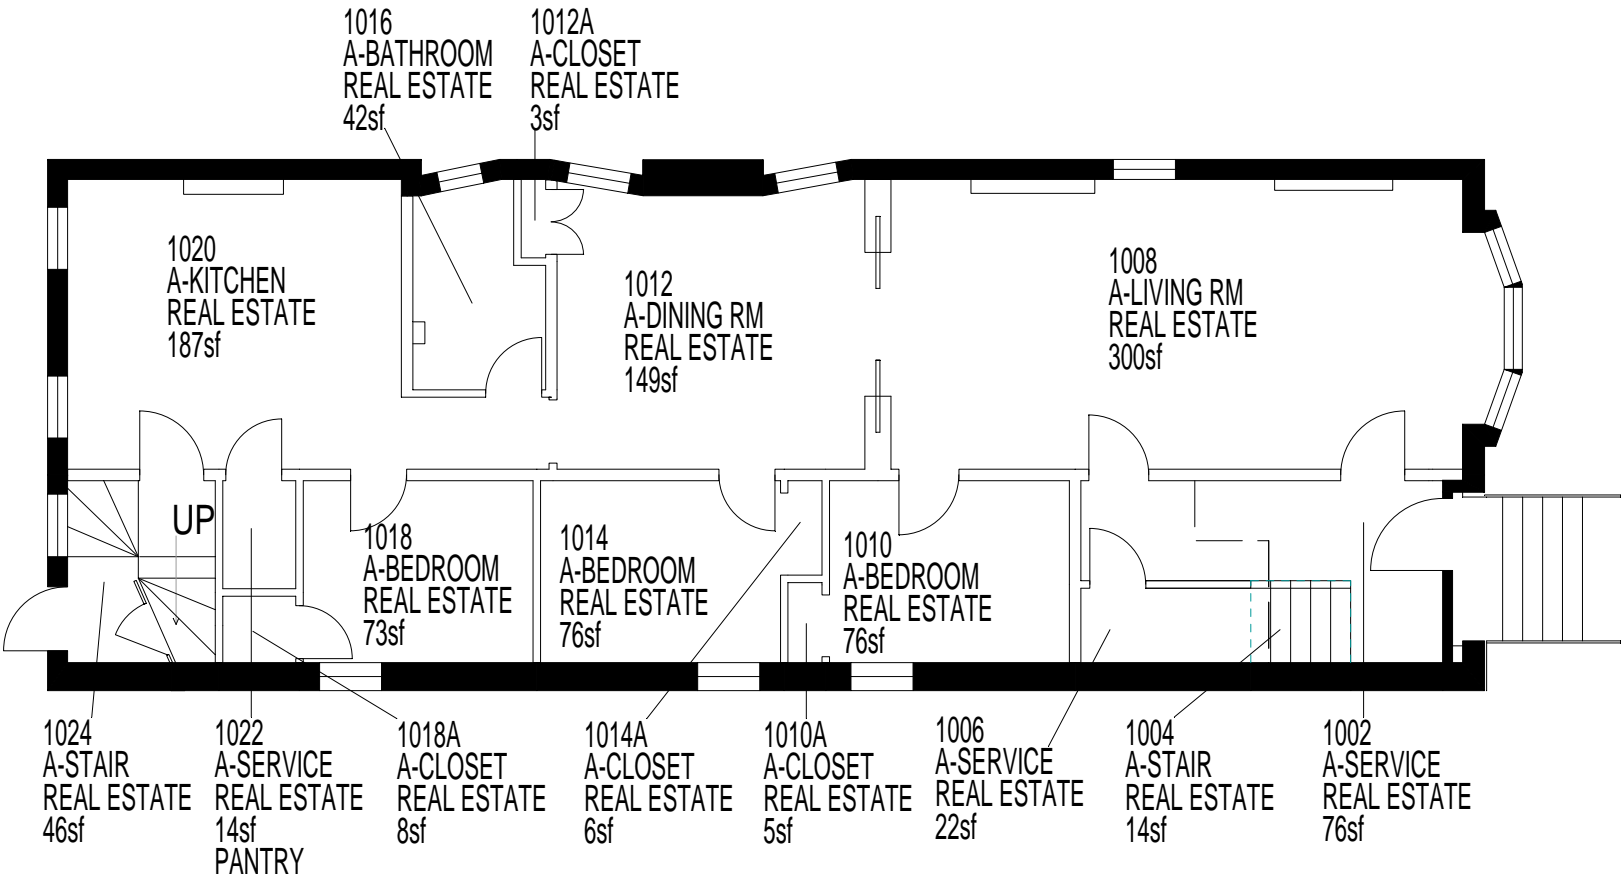 1016
A-BATHROOM
REAL ESTATE
42sf
1012A
A-CLOSET
REAL ESTATE
3sf
1020
A-KITCHEN
REAL ESTATE
187sf
1012
A-DINING RM
REAL ESTATE
149sf
1008
A-LIVING RM
REAL ESTATE
300sf
UP
1018
A-BEDROOM
REAL ESTATE
73sf
1014
A-BEDROOM
REAL ESTATE
76sf
1010
A-BEDROOM
REAL ESTATE
76sf
1024
A-STAIR
REAL ESTATE
46sf
1022
A-SERVICE
REAL ESTATE
14sf
PANTRY
1018A
A-CLOSET
REAL ESTATE
8sf
1014A
A-CLOSET
REAL ESTATE
6sf
1010A
A-CLOSET
REAL ESTATE
5sf
1006
A-SERVICE
REAL ESTATE
22sf
1004
A-STAIR
REAL ESTATE
14sf
1002
A-SERVICE
REAL ESTATE
76sf